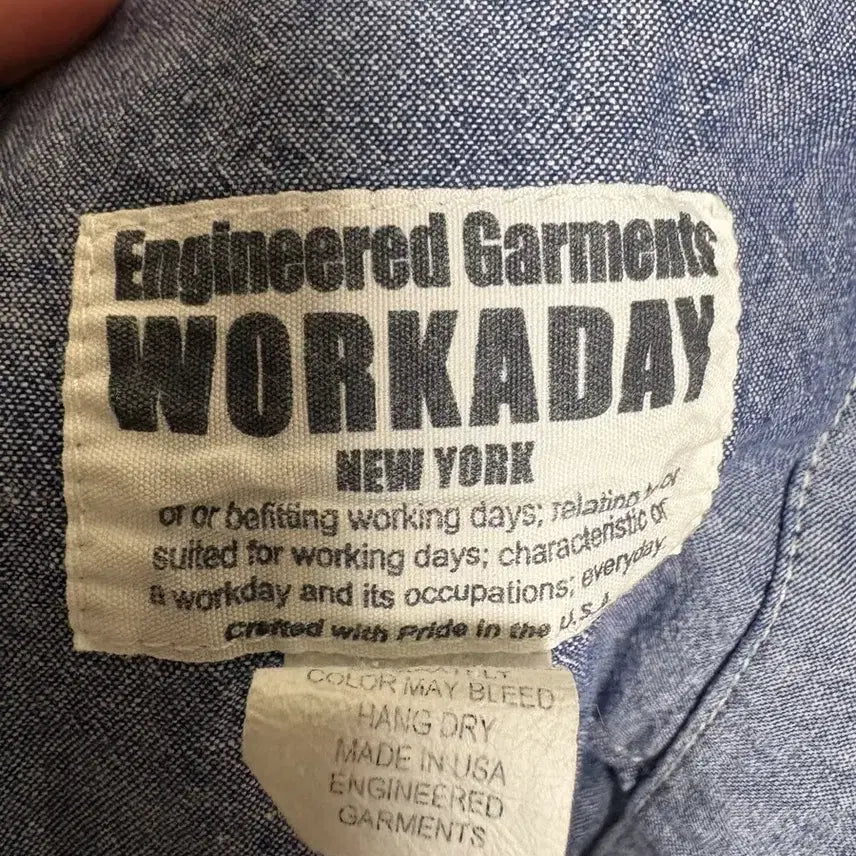 Engineered Garments
WORKADAY
NEW YORK
of or befitting working days; relating to or
suited for working days; characteristic of
a workday and its occupations; everyday
Crafted with Pride in the U.S.A
COLOR MAY BLEED
HANG DRY
MADE IN USA
ENGINEERED
GARMENTS